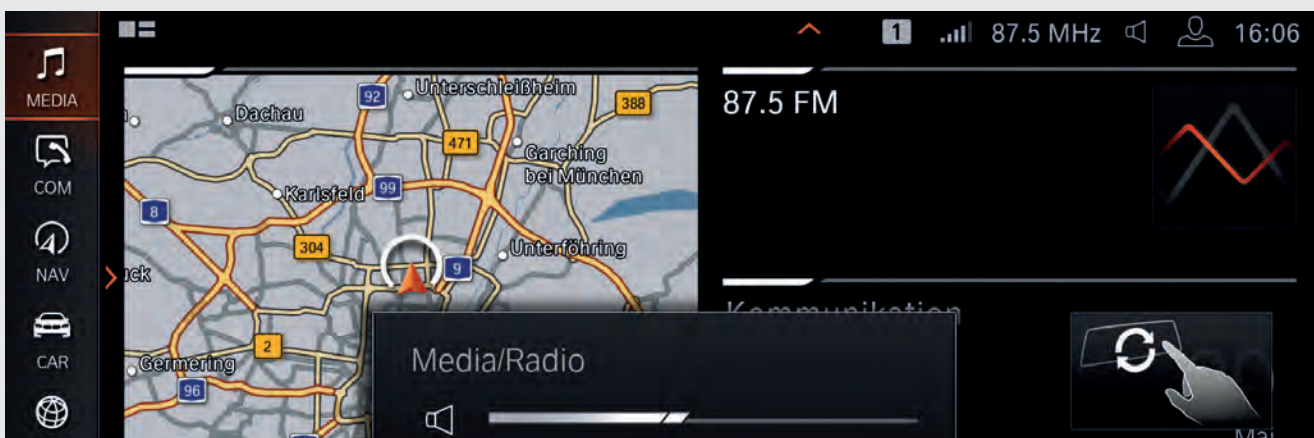 1 87.5 MHz 16:06
MEDIA
COM
NAV
CAR
92
Unterschleißheim
388
Dachau
471
Garching
bei München
Karlsfeld
99
8
304
Unterföhring
9
2
Germering
96
87.5 FM
Kommunikation
Media/Radio